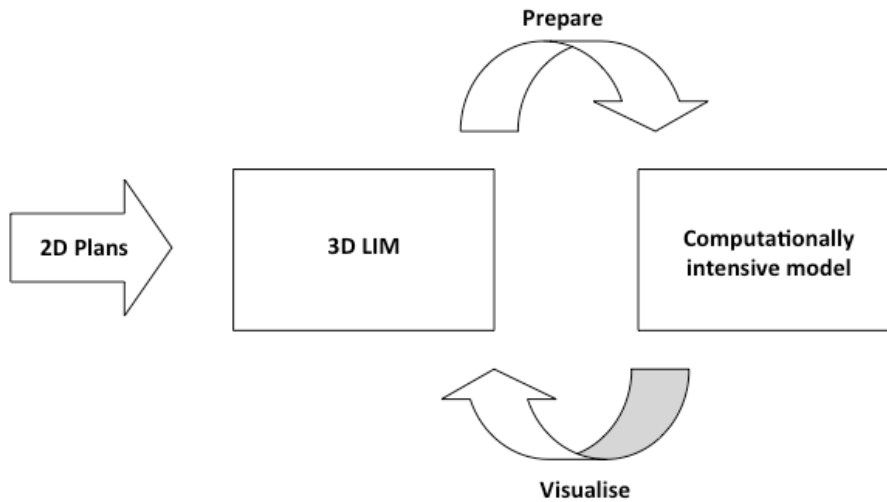 Prepare
2D Plans
3D LIM
Computationally
intensive model
Visualise